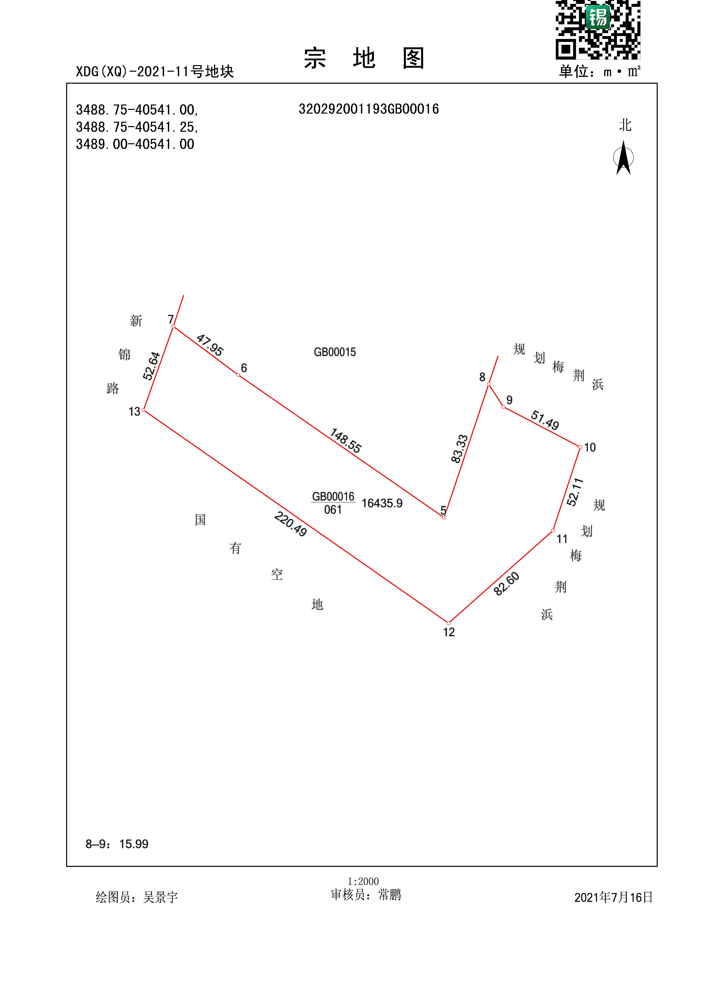 锡
宗 地 图
XDG(XQ)-2021-11号地块
单位：m·㎡
3488.75-40541.00,
3488.75-40541.25,
3489.00-40541.00
320292001193GB00016
北
7
新锦路
47.95
52.64
6
GB00015
规划梅荆浜
8
9
13
51.49
148.55
83.33
10
52.11
GB00016
061
16435.9
5
220.49
国有空地
11
规划梅荆浜
82.60
12
8—9：15.99
1:2000
绘图员：吴景宇
审核员：常鹏
2021年7月16日